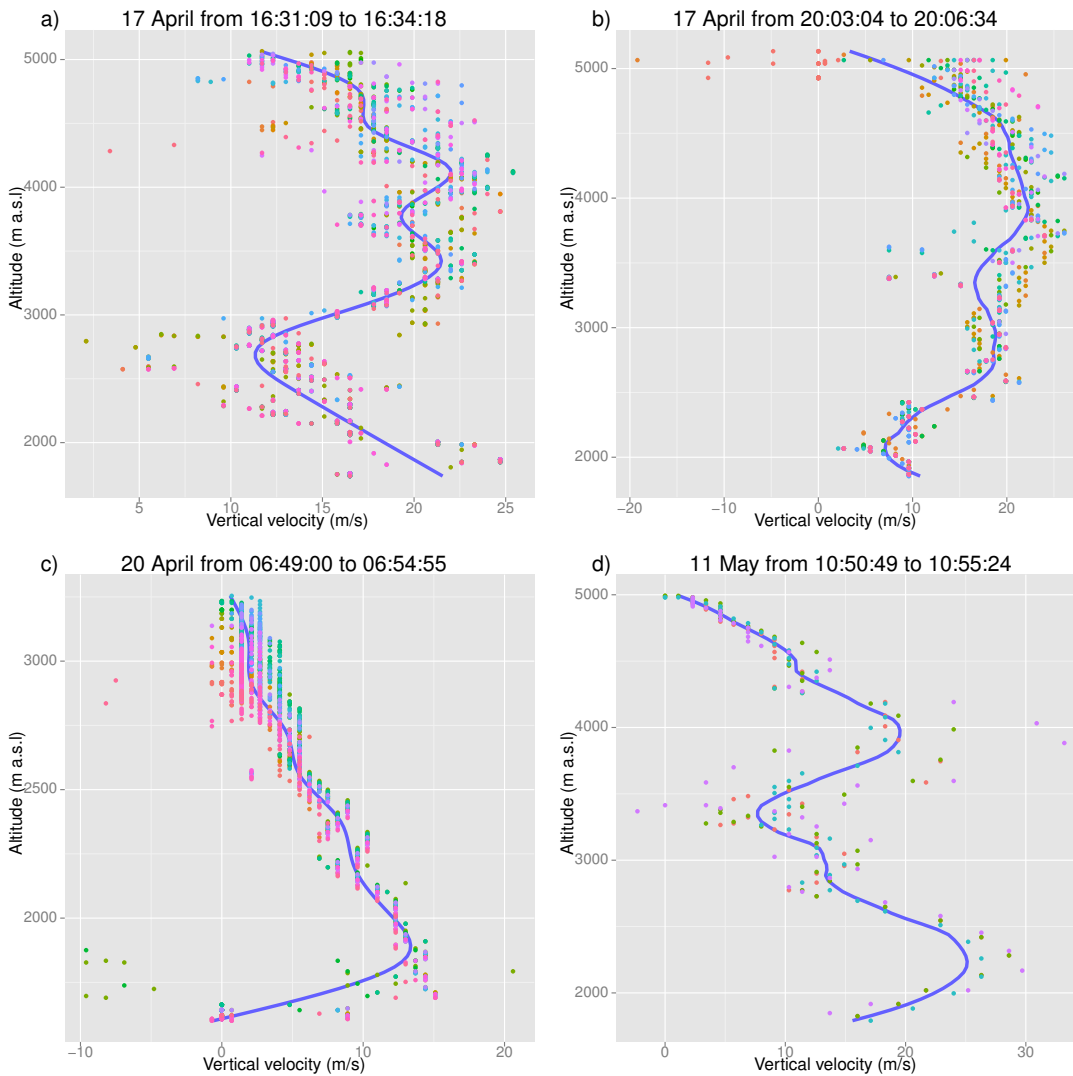 a) 17 April from 16:31:09 to 16:34:18
5000
4000
3000
2000
Altitude (m a.s.l)
5 10 15 20 25
Vertical velocity (m/s)
b) 17 April from 20:03:04 to 20:06:34
5000
4000
3000
2000
Altitude (m a.s.l)
−20 −10 0 10 20
Vertical velocity (m/s)
c) 20 April from 06:49:00 to 06:54:55
3000
2500
2000
Altitude (m a.s.l)
−10 0 10 20
Vertical velocity (m/s)
d) 11 May from 10:50:49 to 10:55:24
5000
4000
3000
2000
Altitude (m a.s.l)
0 10 20 30
Vertical velocity (m/s)